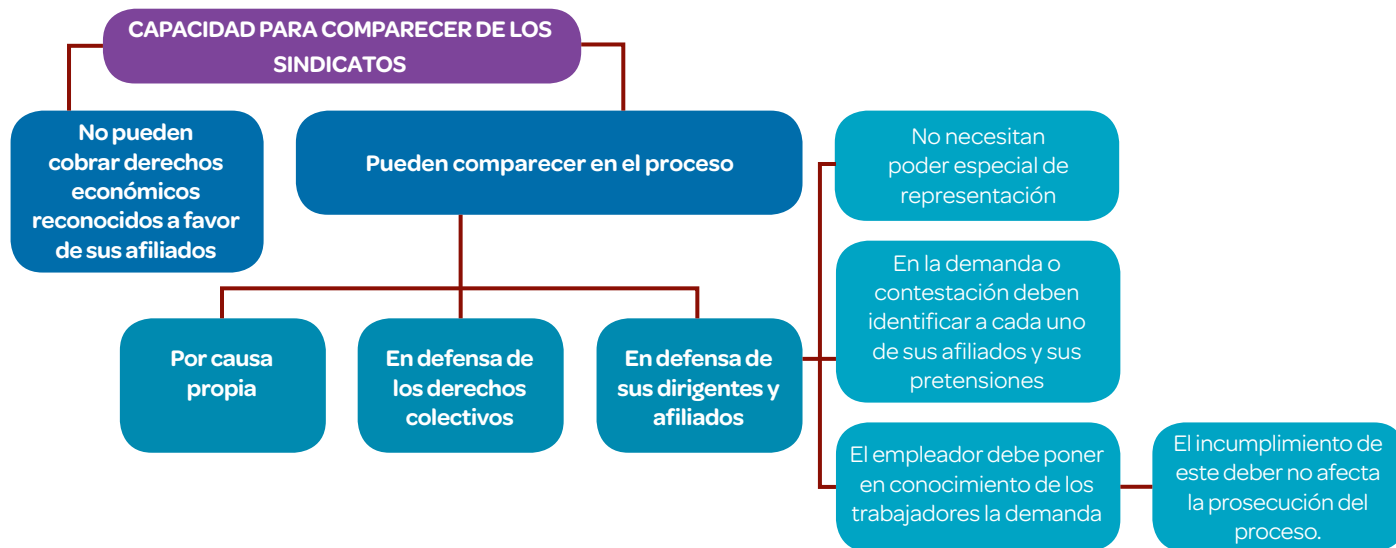 CAPACIDAD PARA COMPARECER DE LOS
SINDICATOS
No pueden
cobrar derechos
económicos
reconocidos a favor
de sus afiliados
Pueden comparecer en el proceso
Por causa
propia
En defensa de
los derechos
colectivos
En defensa de
sus dirigentes y
afiliados
No necesitan
poder especial de
representación
En la demanda o
contestación deben
identificar a cada uno
de sus afiliados y sus
pretensiones
El empleador debe poner
en conocimiento de los
trabajadores la demanda
El incumplimiento de
este deber no afecta
la prosecución del
proceso.